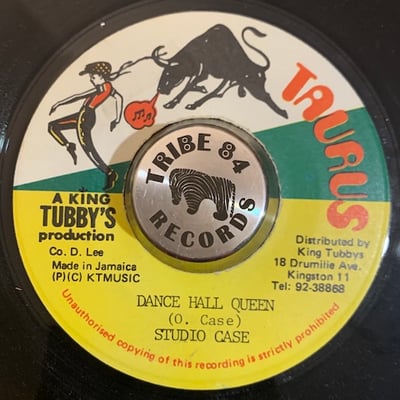 TAURUS
TRIBE 84
RECORDS
A KING
TUBBY'S
production
Co. D. Lee
Made in Jamaica
(P)(C) KTMUSIC
Distributed by
King Tubbys
18 Drumilie Ave.
Kingston 11
Tel: 92-38868
DANCE HALL QUEEN
(O. Case)
STUDIO CASE
Unauthorised copying of this recording is strictly prohibited